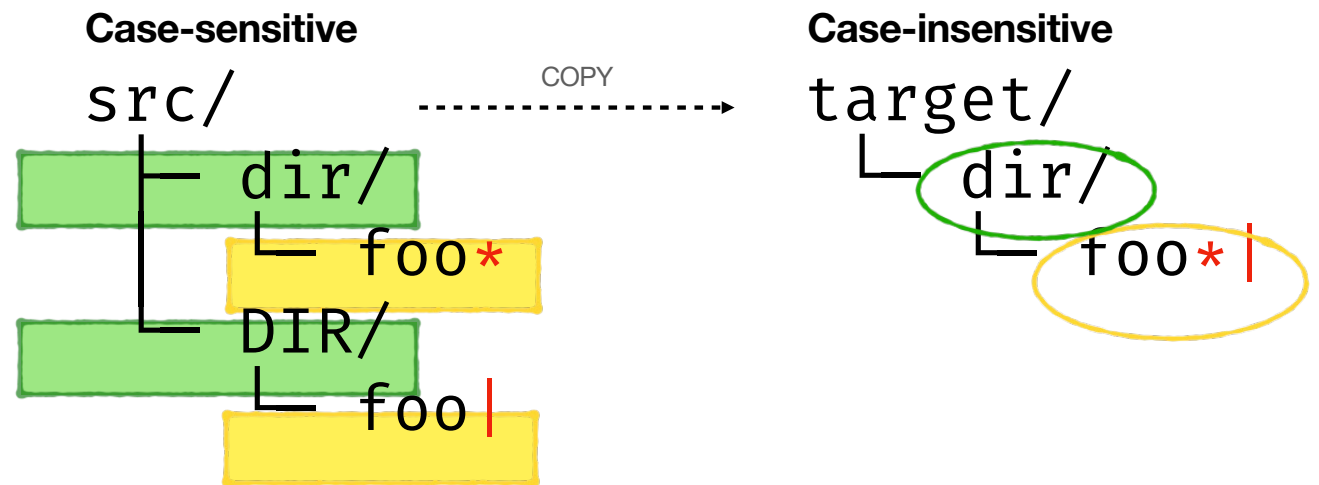 Case-sensitive
Case-insensitive
COPY
src/
dir/
foo*
DIR/
foo|
target/
dir/
foo*|